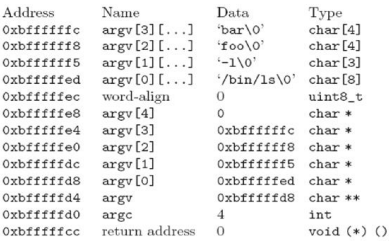 Address Name Data Type
0xbffffffc argv[3][...] ‘bar\0’ char[4]
0xbffffff8 argv[2][...] ‘foo\0’ char[4]
0xbffffff5 argv[1][...] ‘-l\0’ char[3]
0xbfffffed argv[0][...] ‘/bin/ls\0’ char[8]
0xbfffffec word-align 0 uint8_t
0xbfffffe8 argv[4] 0 char *
0xbfffffe4 argv[3] 0xbffffffc char *
0xbfffffe0 argv[2] 0xbffffff8 char *
0xbfffffdc argv[1] 0xbffffff5 char *
0xbfffffd8 argv[0] 0xbfffffed char *
0xbfffffd4 argv 0xbfffffd8 char **
0xbfffffd0 argc 4 int
0xbfffffcc return address 0 void (*) ()